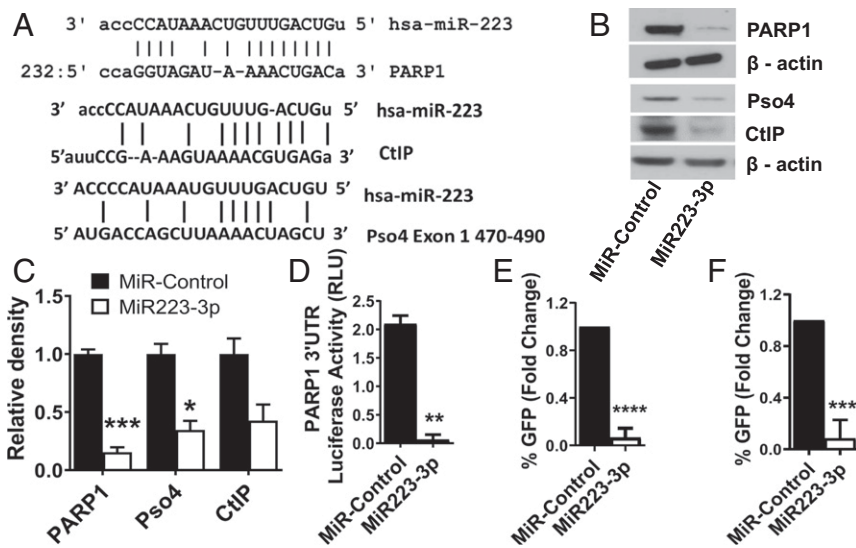 A
3' accCCAUAAACUGUUUGACUGu 5' hsa-miR-223
232:5' ccaGGUAGAU-A-AAACUGACa 3' PARP1
3' accCCAUAAACUGUUUG-ACUGu 5'
hsa-miR-223
5'auuCCG--A-AAGUAAAACGUGAGa 3'
CtIP
3' ACCCCAUAAAUGUUUGACUGU 5'
hsa-miR-223
5' AUGACCAGCUUAAAACUAGCU 3'
Pso4 Exon 1 470-490
B
PARP1
β - actin
Pso4
CtIP
β - actin
MiR-Control
MiR223-3p
C
MiR-Control
MiR223-3p
Relative density
1.5
1.0
0.5
0.0
***
*
PARP1
Pso4
CtIP
D
PARP1 3'UTR
Luciferase Activity (RLU)
2.5
2.0
1.5
1.0
0.5
0.0
**
MiR-Control
MiR223-3p
E
% GFP (Fold Change)
1.2
0.8
0.4
0.0
****
MiR-Control
MiR223-3p
F
% GFP (Fold Change)
1.2
0.8
0.4
0.0
***
MiR-Control
MiR223-3p